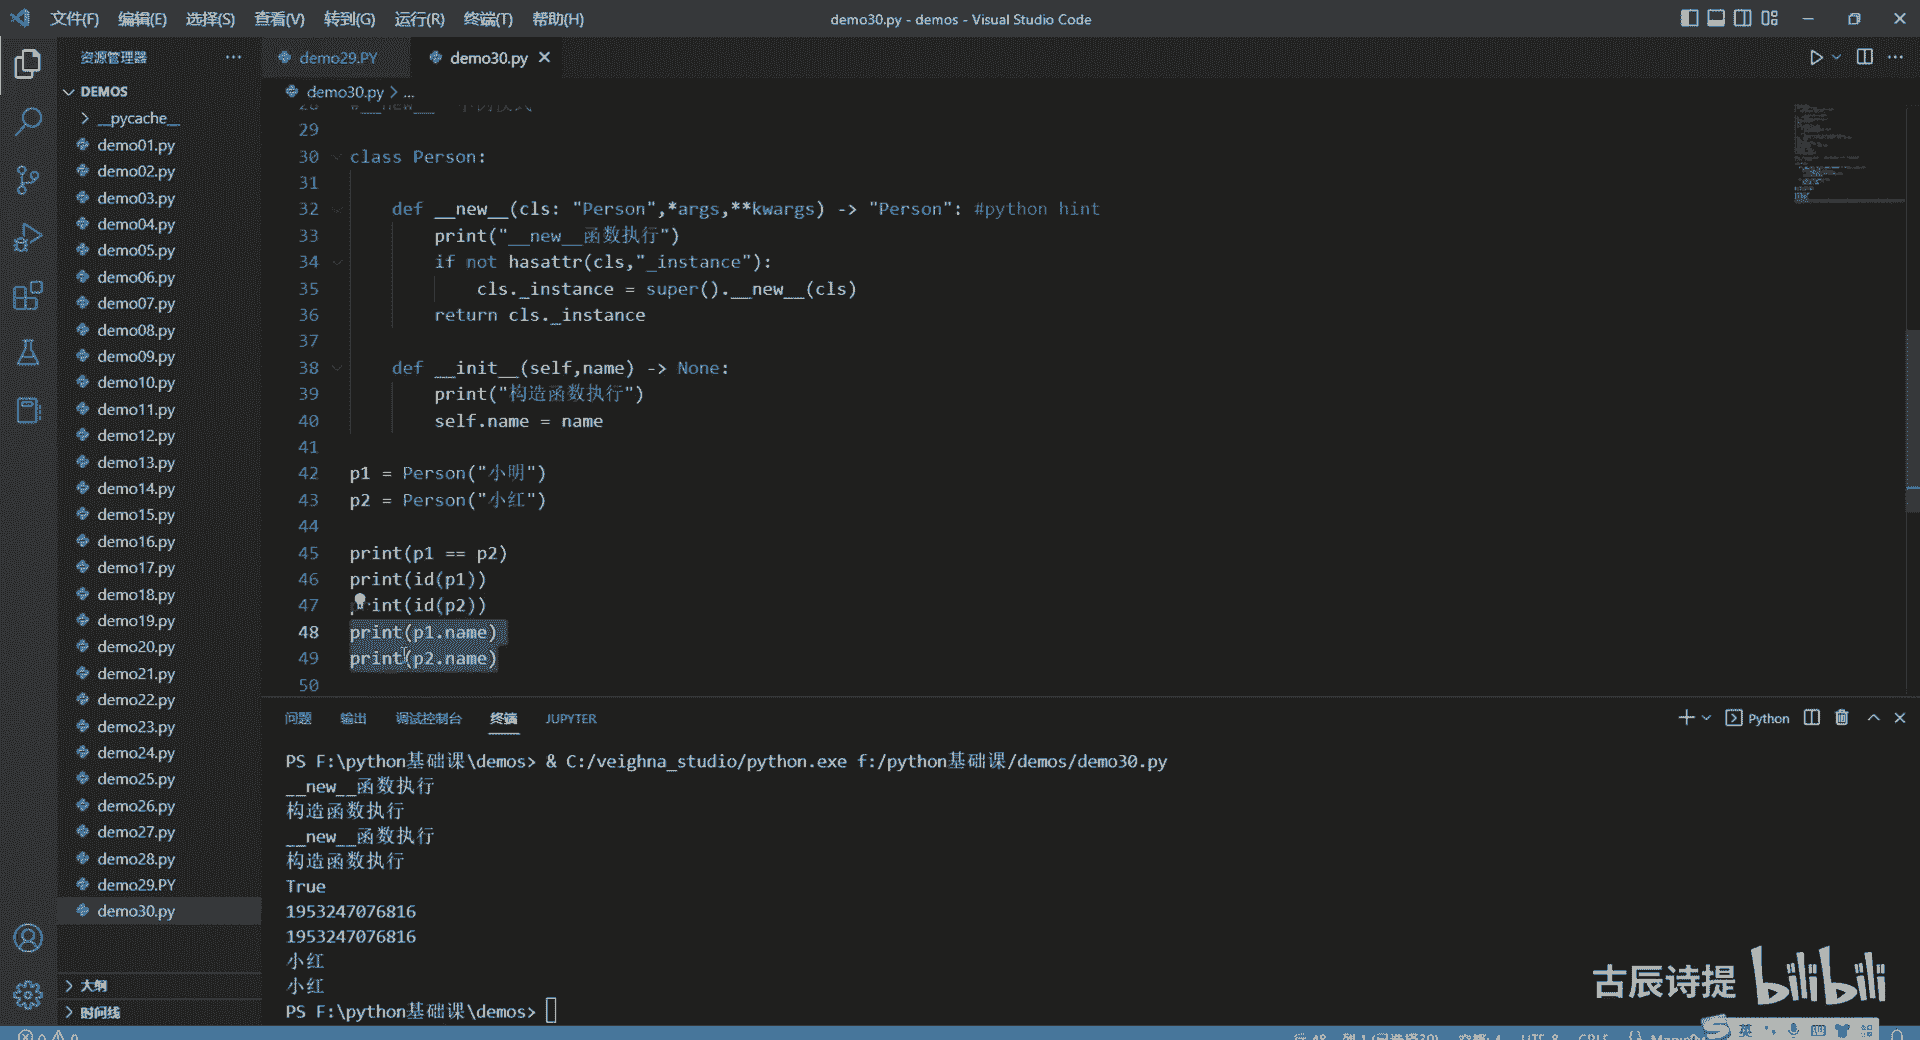 文件(F) 编辑(E) 选择(S) 查看(V) 转到(G) 运行(R) 终端(T) 帮助(H)
demo30.py - demos - Visual Studio Code
资源管理器 ···
DEMOS
__pycache__
demo01.py
demo02.py
demo03.py
demo04.py
demo05.py
demo06.py
demo07.py
demo08.py
demo09.py
demo10.py
demo11.py
demo12.py
demo13.py
demo14.py
demo15.py
demo16.py
demo17.py
demo18.py
demo19.py
demo20.py
demo21.py
demo22.py
demo23.py
demo24.py
demo25.py
demo26.py
demo27.py
demo28.py
demo29.PY
demo30.py
大纲
时间线
demo29.PY
demo30.py
demo30.py > ...
29
30 class Person:
31
32 def __new__(cls: "Person",*args,**kwargs) -> "Person": #python hint
33 print("__new__函数执行")
34 if not hasattr(cls,"_instance"):
35 cls._instance = super().__new__(cls)
36 return cls._instance
37
38 def __init__(self,name) -> None:
39 print("构造函数执行")
40 self.name = name
41
42 p1 = Person("小明")
43 p2 = Person("小红")
44
45 print(p1 == p2)
46 print(id(p1))
47 print(id(p2))
48 print(p1.name)
49 print(p2.name)
50
问题 输出 调试控制台 终端 JUPYTER
Python
PS F:\python基础课\demos> & C:/veighna_studio/python.exe f:/python基础课/demos/demo30.py
__new__函数执行
构造函数执行
__new__函数执行
构造函数执行
True
1953247076816
1953247076816
小红
小红
PS F:\python基础课\demos>
古辰诗提 bilibili
英